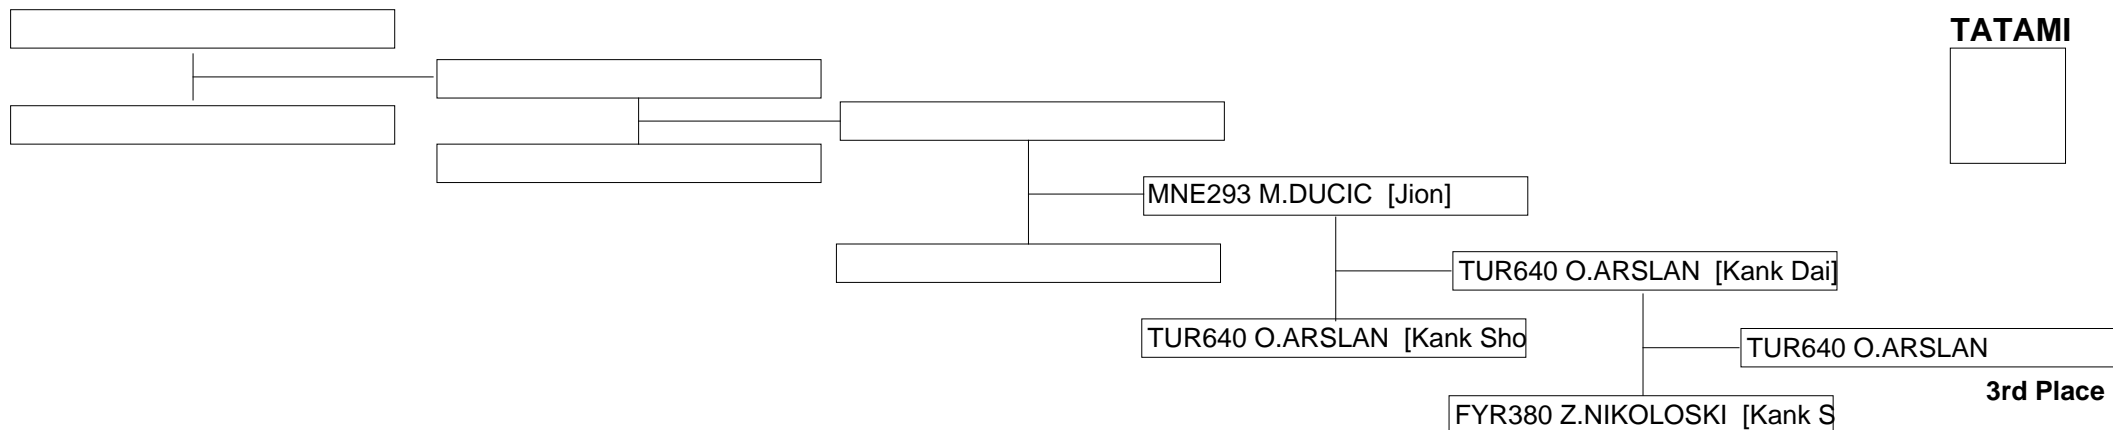 TATAMI
MNE293 M.DUCIC [Jion]
TUR640 O.ARSLAN [Kank Dai]
TUR640 O.ARSLAN [Kank Sho
TUR640 O.ARSLAN
3rd Place
FYR380 Z.NIKOLOSKI [Kank S